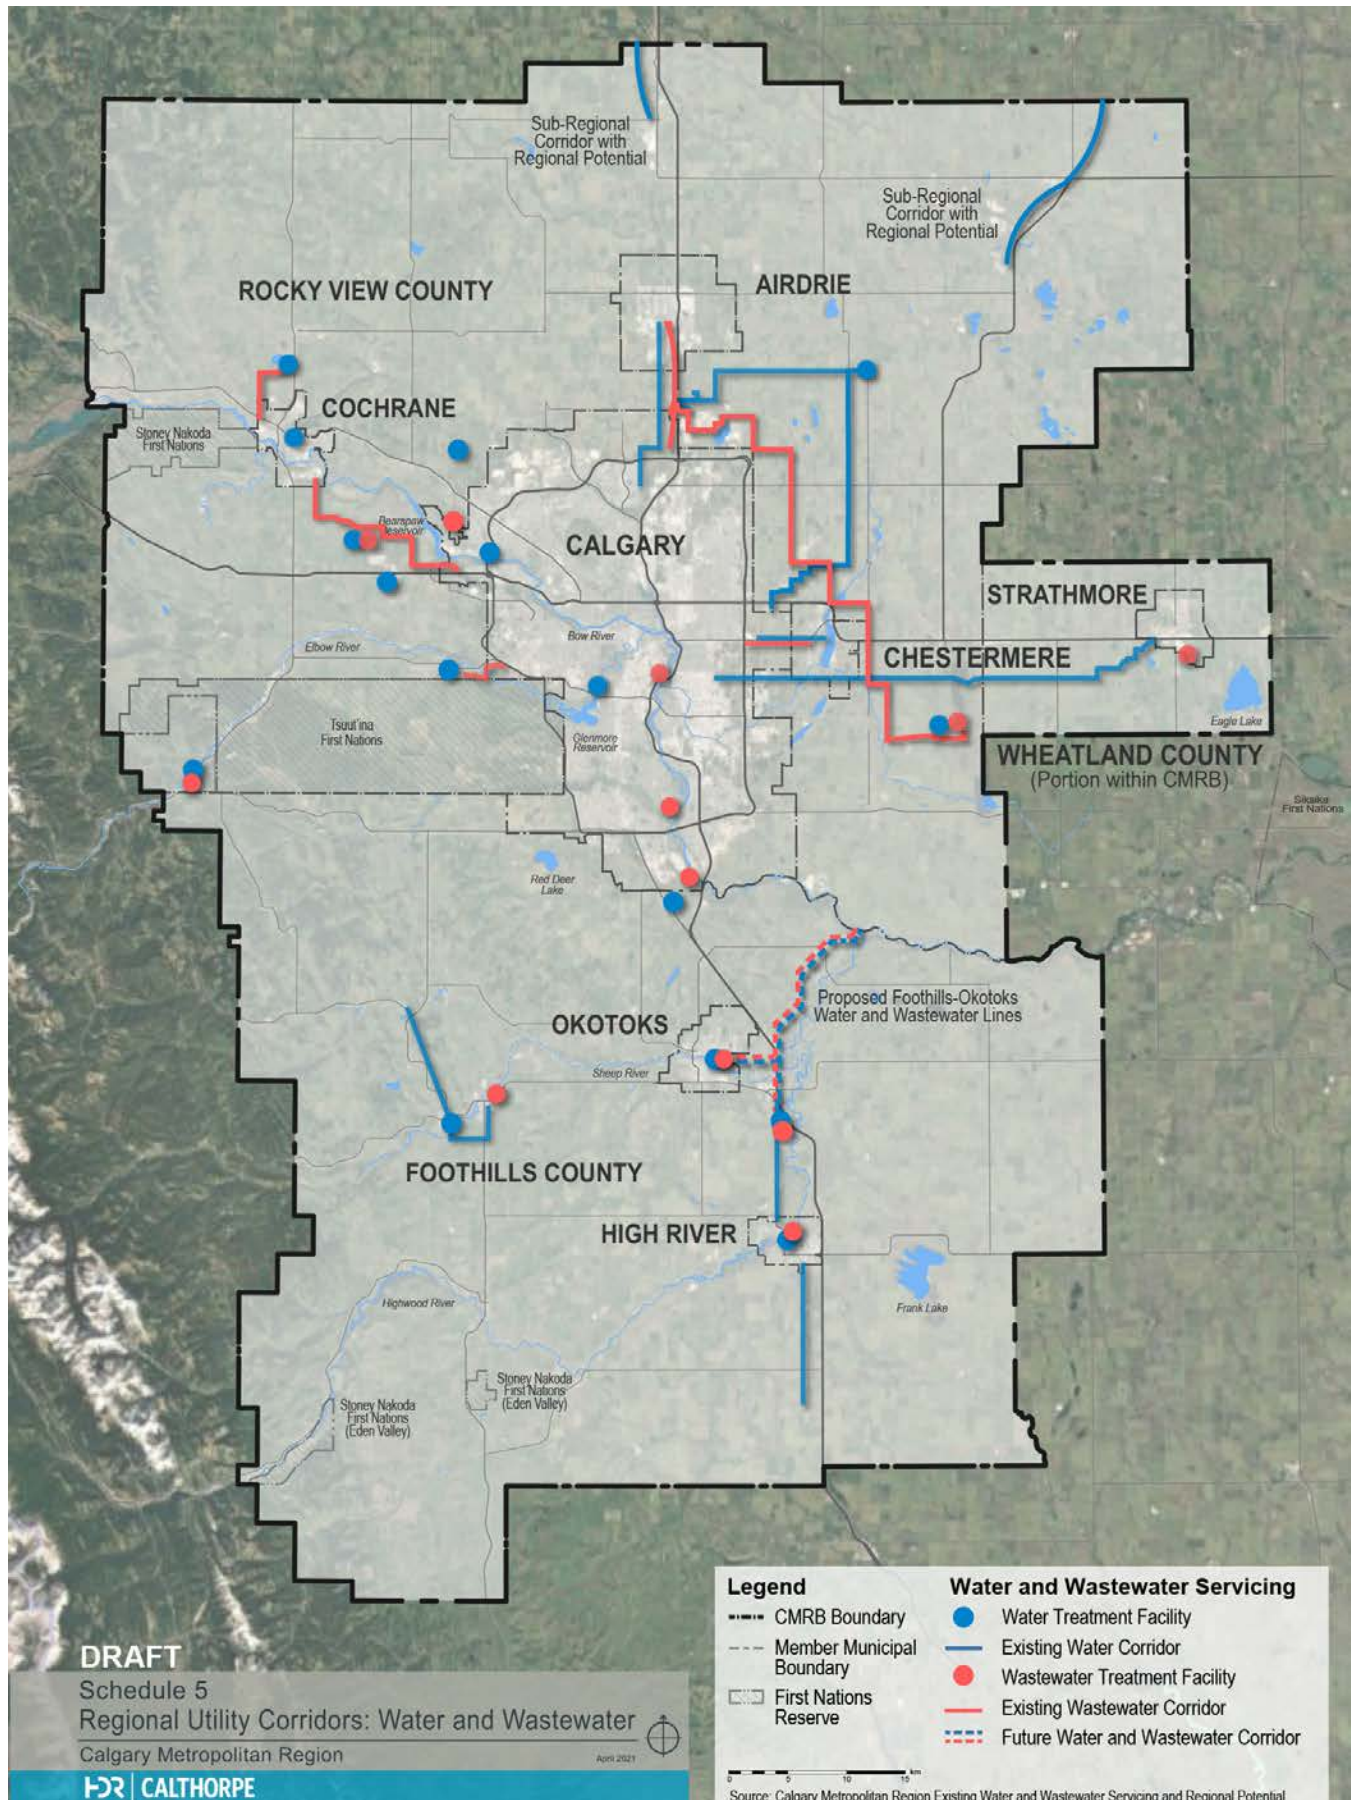 Sub-Regional
Corridor with
Regional Potential
Sub-Regional
Corridor with
Regional Potential
ROCKY VIEW COUNTY
AIRDRIE
COCHRANE
Stoney Nakoda
First Nations
Bearspaw
Reservoir
CALGARY
STRATHMORE
Bow River
Elbow River
CHESTERMERE
Tsuut'ina
First Nations
Glenmore
Reservoir
Eagle Lake
WHEATLAND COUNTY
(Portion within CMRB)
Siksika
First Nations
Red Deer
Lake
Proposed Foothills-Okotoks
Water and Wastewater Lines
OKOTOKS
Sheep River
FOOTHILLS COUNTY
HIGH RIVER
Highwood River
Frank Lake
Stoney Nakoda
First Nations
(Eden Valley)
Stoney Nakoda
First Nations
(Eden Valley)
Legend
CMRB Boundary
Member Municipal
Boundary
First Nations
Reserve
Water and Wastewater Servicing
Water Treatment Facility
Existing Water Corridor
Wastewater Treatment Facility
Existing Wastewater Corridor
Future Water and Wastewater Corridor
0 5 10 15 km
Source: Calgary Metropolitan Region Existing Water and Wastewater Servicing and Regional Potential
DRAFT
Schedule 5
Regional Utility Corridors: Water and Wastewater
Calgary Metropolitan Region
April 2021
HDR | CALTHORPE